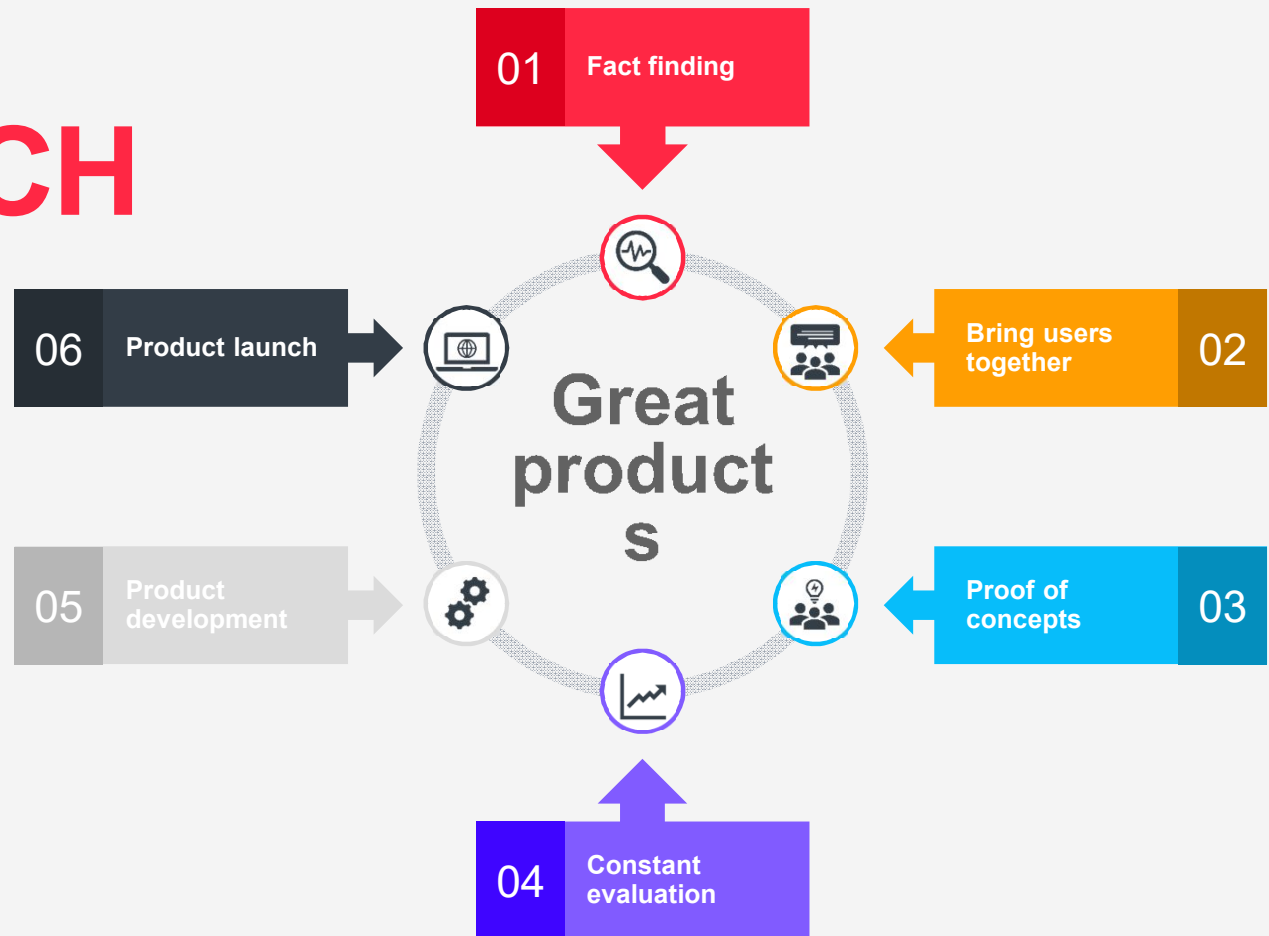 CH
01
Fact finding
02
Bring users
together
03
Proof of
concepts
04
Constant
evaluation
05
Product
development
06
Product launch
Great
product
s